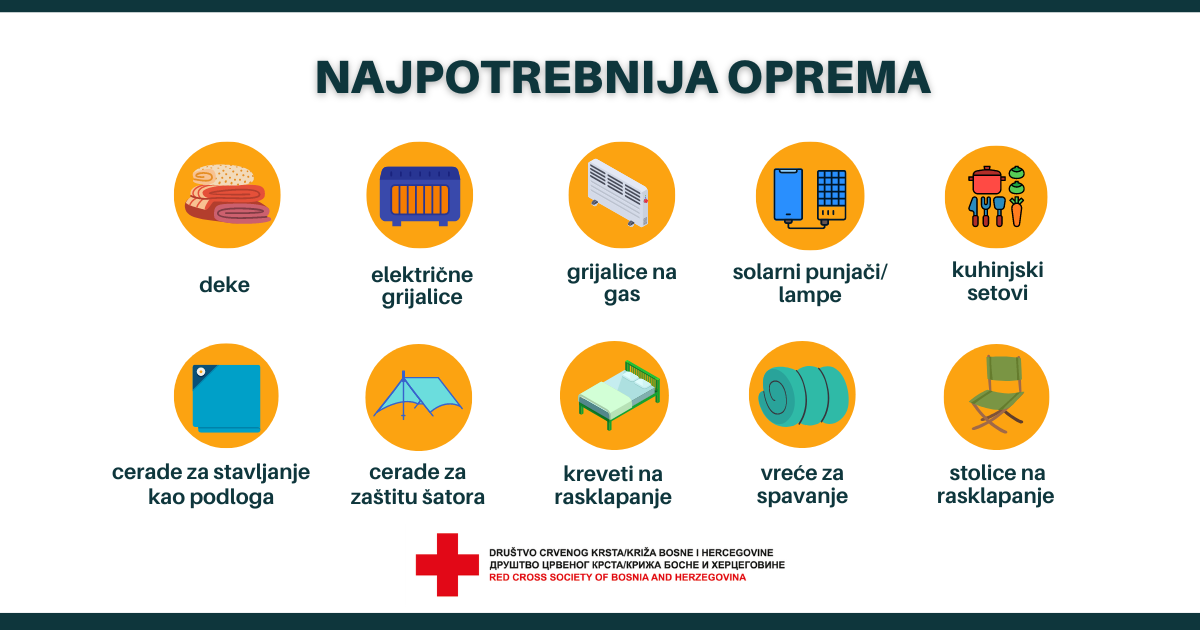 NAJPOTREBNIJA OPREMA
deke
električne
grijalice
grijalice na
gas
solarni punjači/
lampe
kuhinjski
setovi
cerade za stavljanje
kao podloga
cerade za
zaštitu šatora
kreveti na
rasklapanje
vreće za
spavanje
stolice na
rasklapanje
DRUŠTVO CRVENOG KRSTA/KRIŽA BOSNE I HERCEGOVINE
ДРУШТВО ЦРВЕНОГ КРСТА/КРИЖА БОСНЕ И ХЕРЦЕГОВИНЕ
RED CROSS SOCIETY OF BOSNIA AND HERZEGOVINA